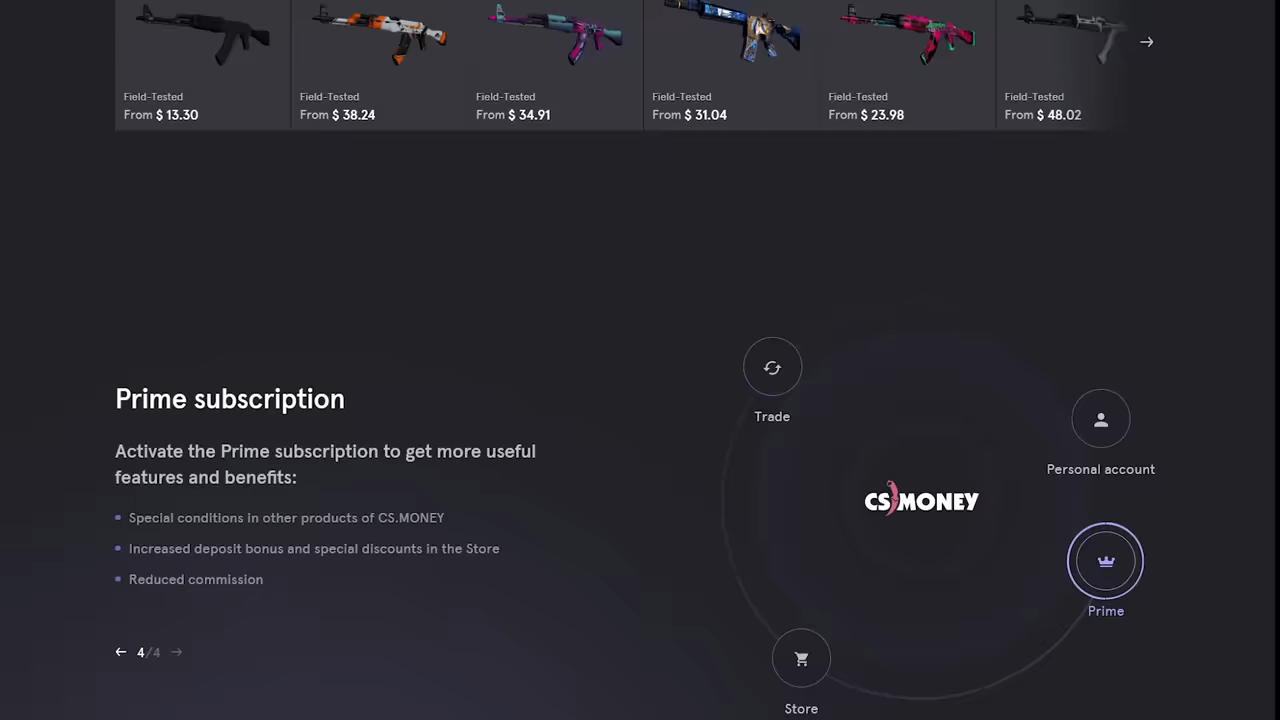 Field-Tested Field-Tested Field-Tested Field-Tested Field-Tested Field-Tested
From $ 13.30 From $ 38.24 From $ 34.91 From $ 31.04 From $ 23.98 From $ 48.02
Trade
Prime subscription
Activate the Prime subscription to get more useful
features and benefits:
Personal account
CS MONEY
Special conditions in other products of CS.MONEY
Increased deposit bonus and special discounts in the Store
Reduced commission
Prime
4/4
Store